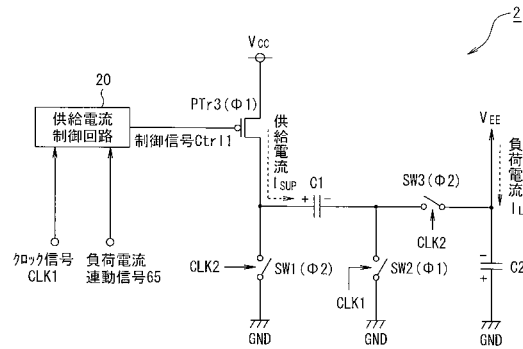 2
Vcc
20
PTr3(Φ1)
供給電流
制御回路
制御信号Ctrl1
供給電流
ISUP
C1
SW3(Φ2)
VEE
負荷電流
IL
CLK2
クロック信号
CLK1
負荷電流
連動信号65
CLK2
SW1(Φ2)
CLK1
SW2(Φ1)
C2
GND
GND
GND